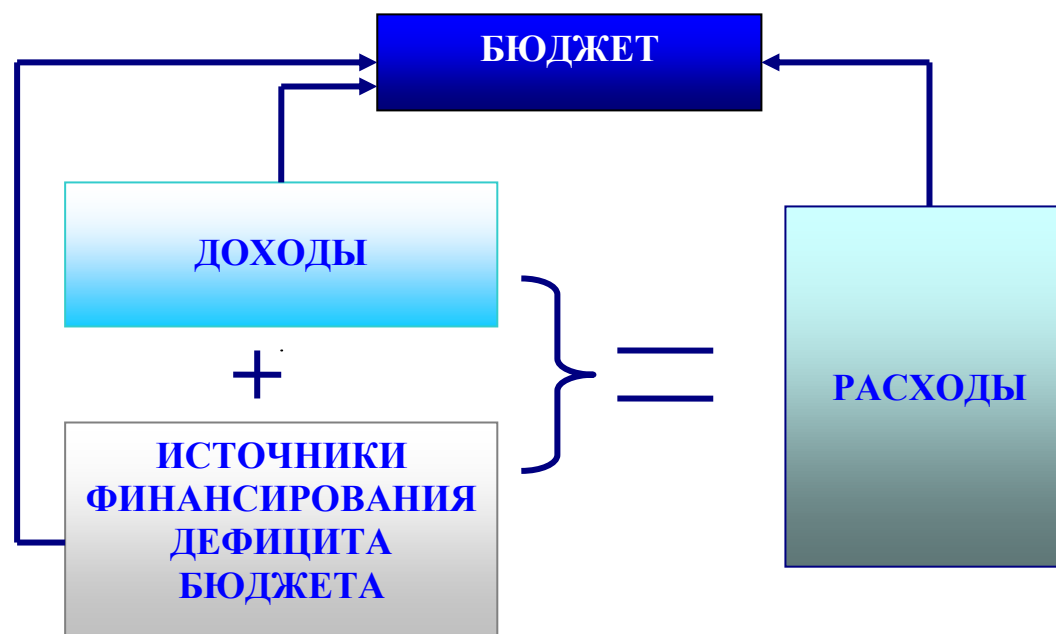 БЮДЖЕТ
ДОХОДЫ
+
ИСТОЧНИКИ
ФИНАНСИРОВАНИЯ
ДЕФИЦИТА
БЮДЖЕТА
РАСХОДЫ